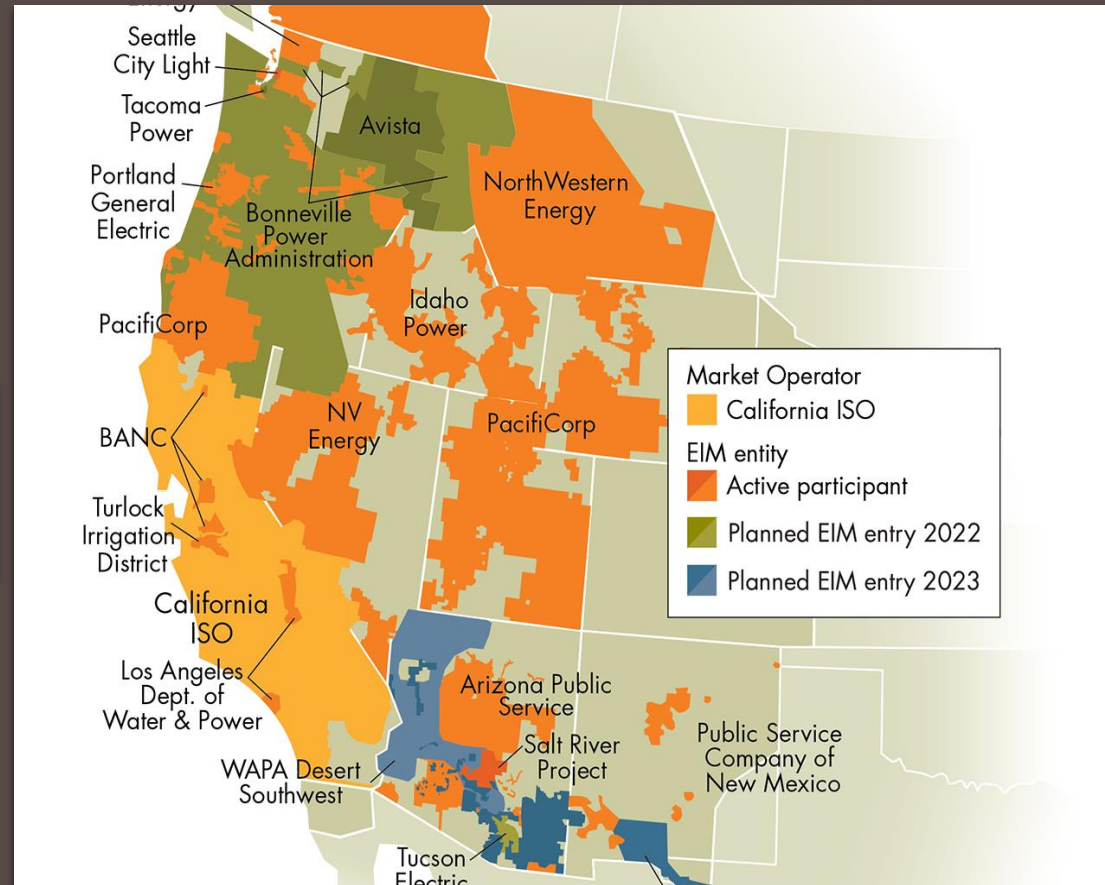 Energy
Seattle
City Light
Tacoma
Power
Avista
Portland
General
Electric
Bonneville
Power
Administration
NorthWestern
Energy
PacifiCorp
Idaho
Power
BANC
NV
Energy
PacifiCorp
Market Operator
California ISO
EIM entity
Active participant
Planned EIM entry 2022
Planned EIM entry 2023
Turlock
Irrigation
District
California
ISO
Los Angeles
Dept. of
Water & Power
Arizona Public
Service
Salt River
Project
WAPA Desert
Southwest
Public Service
Company of
New Mexico
Tucson
Electric